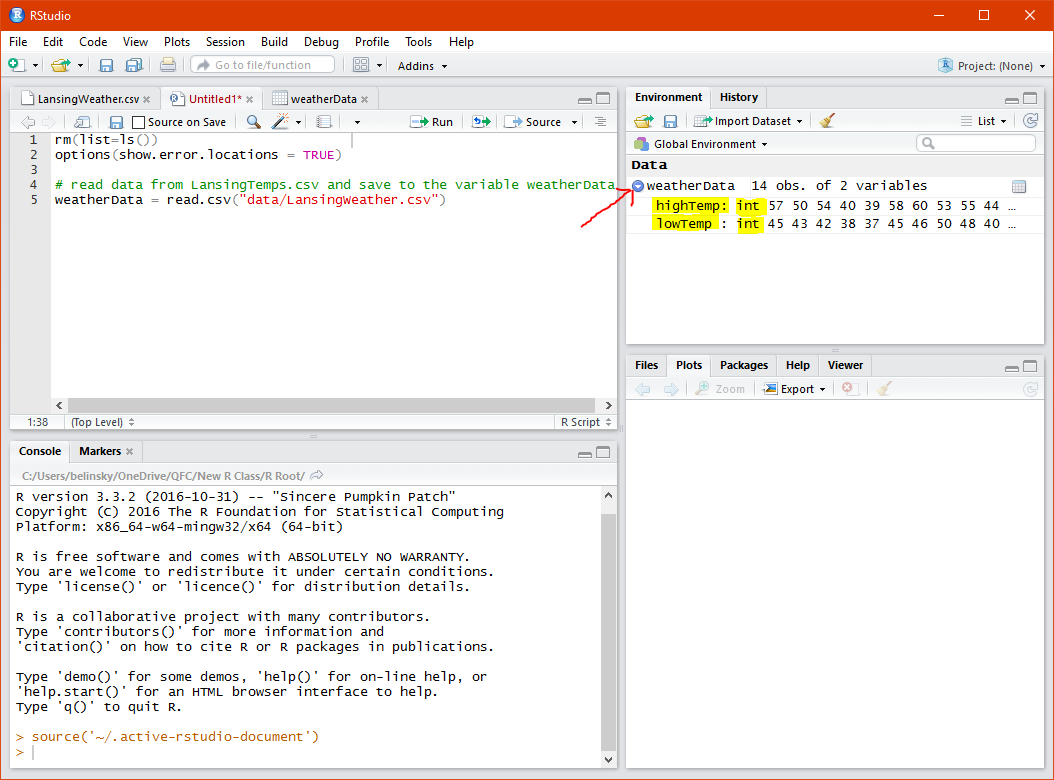 RStudio
File Edit Code View Plots Session Build Debug Profile Tools Help
Go to file/function Addins Project: (None)
LansingWeather.csv Untitled1* weatherData
Source on Save Run Source
1 rm(list=ls())
2 options(show.error.locations = TRUE)
3
4 # read data from LansingTemps.csv and save to the variable weatherData
5 weatherData = read.csv("data/LansingWeather.csv")
1:38 (Top Level) R Script
Console Markers
C:/Users/belinsky/OneDrive/QFC/New R Class/R Root/
R version 3.3.2 (2016-10-31) -- "Sincere Pumpkin Patch"
Copyright (C) 2016 The R Foundation for Statistical Computing
Platform: x86_64-w64-mingw32/x64 (64-bit)
R is free software and comes with ABSOLUTELY NO WARRANTY.
You are welcome to redistribute it under certain conditions.
Type 'license()' or 'licence()' for distribution details.
R is a collaborative project with many contributors.
Type 'contributors()' for more information and
'citation()' on how to cite R or R packages in publications.
Type 'demo()' for some demos, 'help()' for on-line help, or
'help.start()' for an HTML browser interface to help.
Type 'q()' to quit R.
> source('~/.active-rstudio-document')
>
Environment History
Import Dataset List
Global Environment
Data
weatherData 14 obs. of 2 variables
highTemp: int 57 50 54 40 39 58 60 53 55 44 ...
lowTemp : int 45 43 42 38 37 45 46 50 48 40 ...
Files Plots Packages Help Viewer
Zoom Export